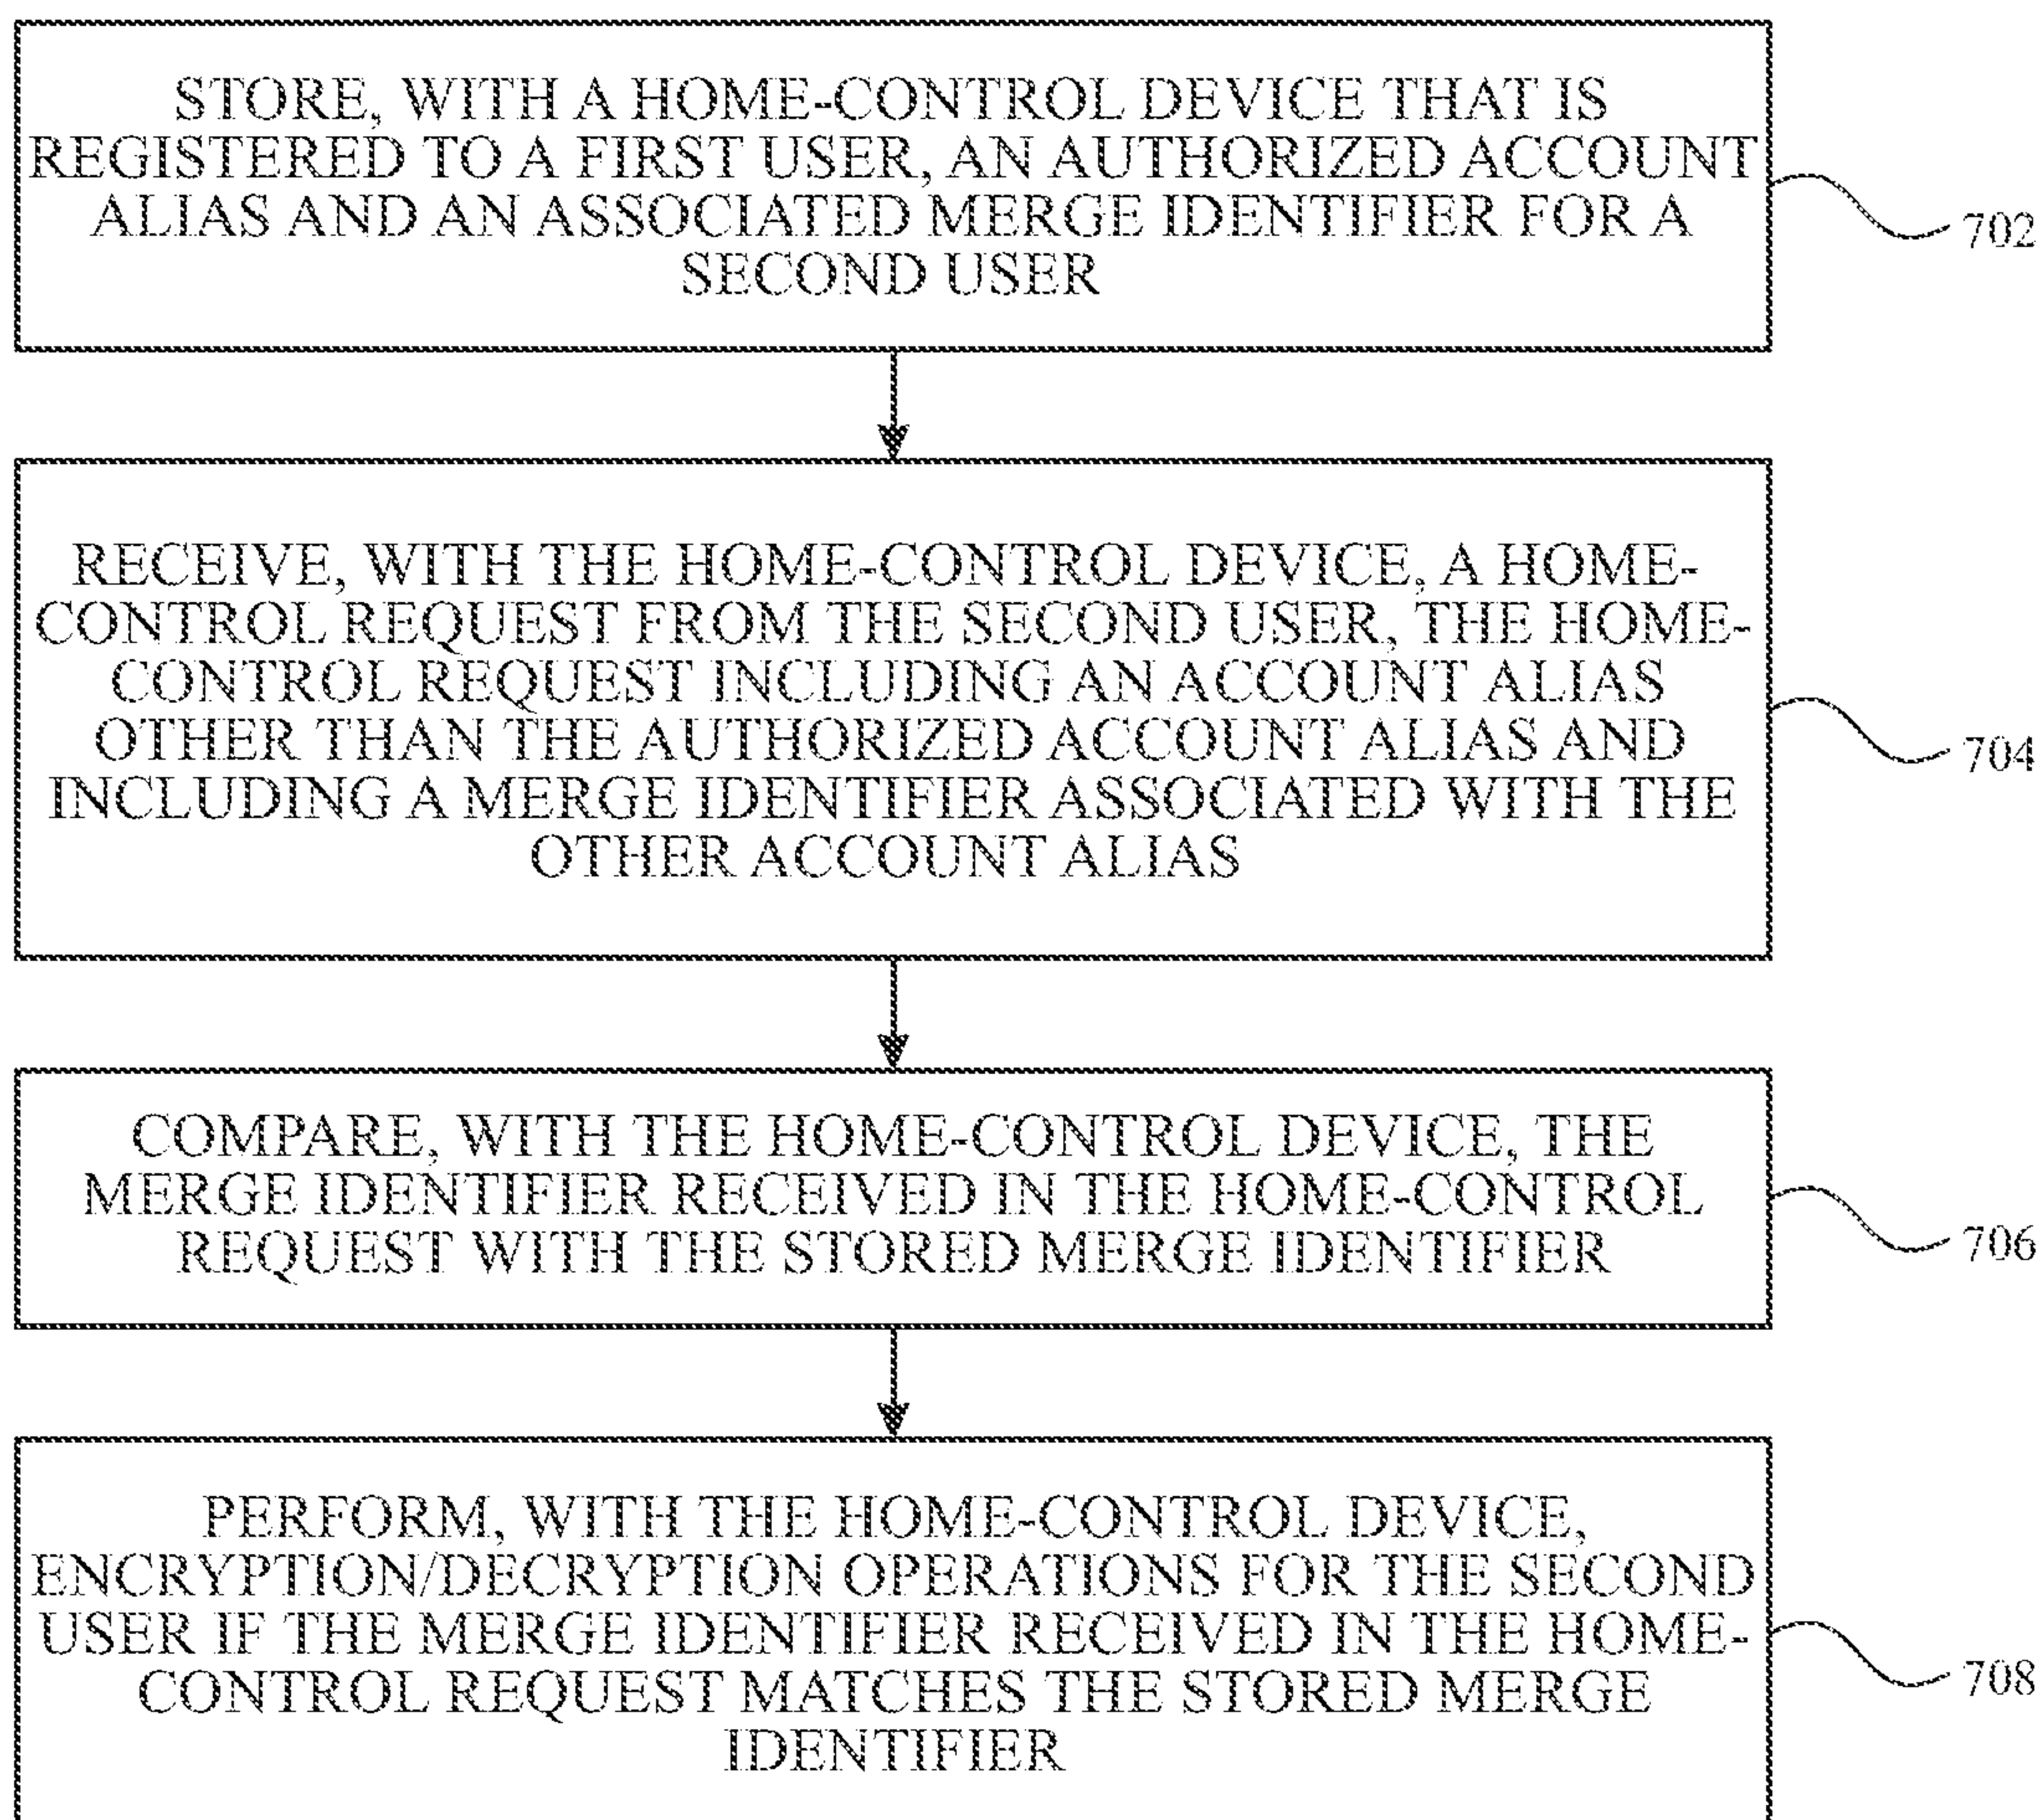 STORE, WITH A HOME-CONTROL DEVICE THAT IS
REGISTERED TO A FIRST USER, AN AUTHORIZED ACCOUNT
ALIAS AND AN ASSOCIATED MERGE IDENTIFIER FOR A
SECOND USER
702
RECEIVE, WITH THE HOME-CONTROL DEVICE, A HOME-
CONTROL REQUEST FROM THE SECOND USER, THE HOME-
CONTROL REQUEST INCLUDING AN ACCOUNT ALIAS
OTHER THAN THE AUTHORIZED ACCOUNT ALIAS AND
INCLUDING A MERGE IDENTIFIER ASSOCIATED WITH THE
OTHER ACCOUNT ALIAS
704
COMPARE, WITH THE HOME-CONTROL DEVICE, THE
MERGE IDENTIFIER RECEIVED IN THE HOME-CONTROL
REQUEST WITH THE STORED MERGE IDENTIFIER
706
PERFORM, WITH THE HOME-CONTROL DEVICE,
ENCRYPTION/DECRYPTION OPERATIONS FOR THE SECOND
USER IF THE MERGE IDENTIFIER RECEIVED IN THE HOME-
CONTROL REQUEST MATCHES THE STORED MERGE
IDENTIFIER
708